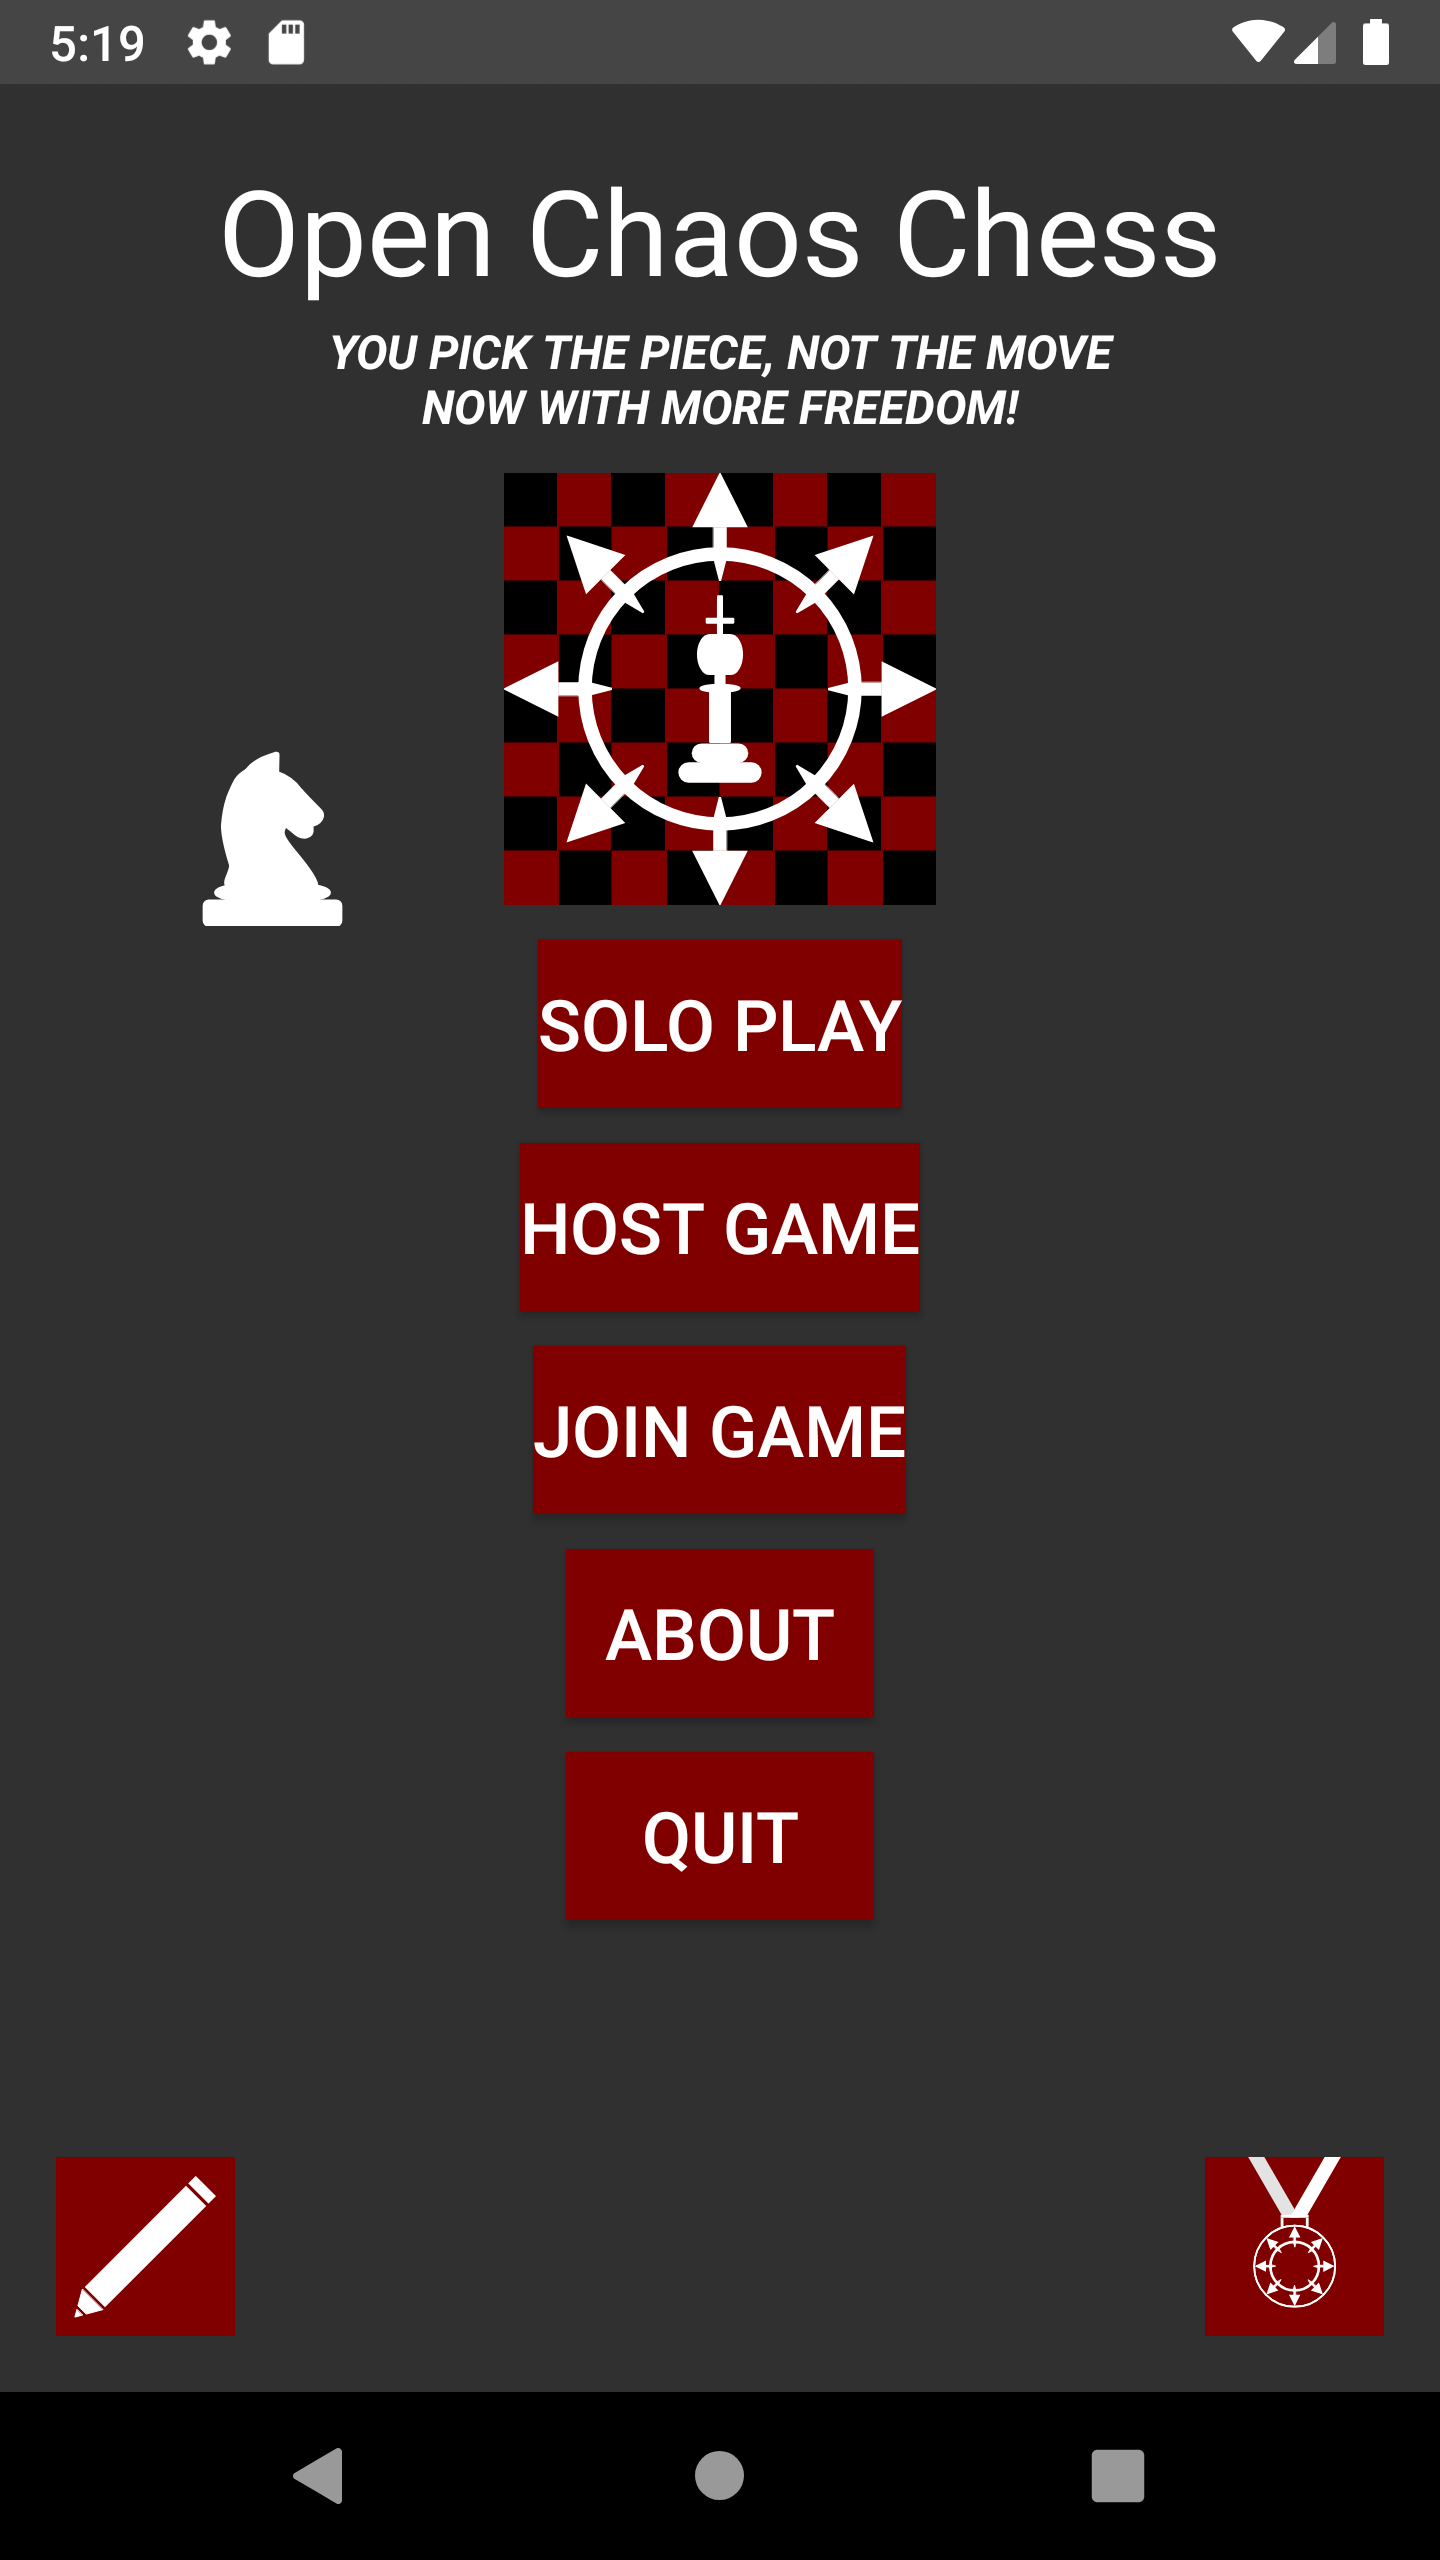 5:19
Open Chaos Chess
YOU PICK THE PIECE, NOT THE MOVE
NOW WITH MORE FREEDOM!
SOLO PLAY
HOST GAME
JOIN GAME
ABOUT
QUIT